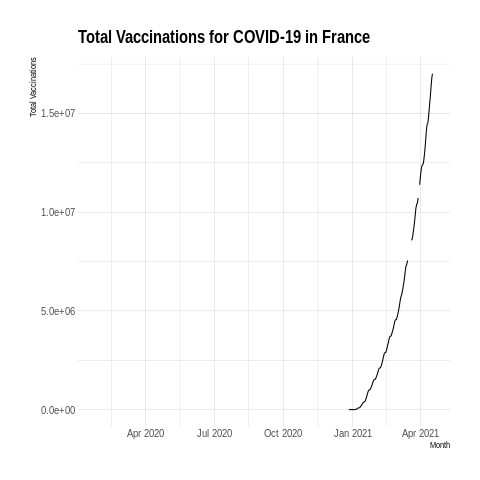 Total Vaccinations for COVID-19 in France
Total Vaccinations
1.5e+07
1.0e+07
5.0e+06
0.0e+00
Apr 2020 Jul 2020 Oct 2020 Jan 2021 Apr 2021
Month